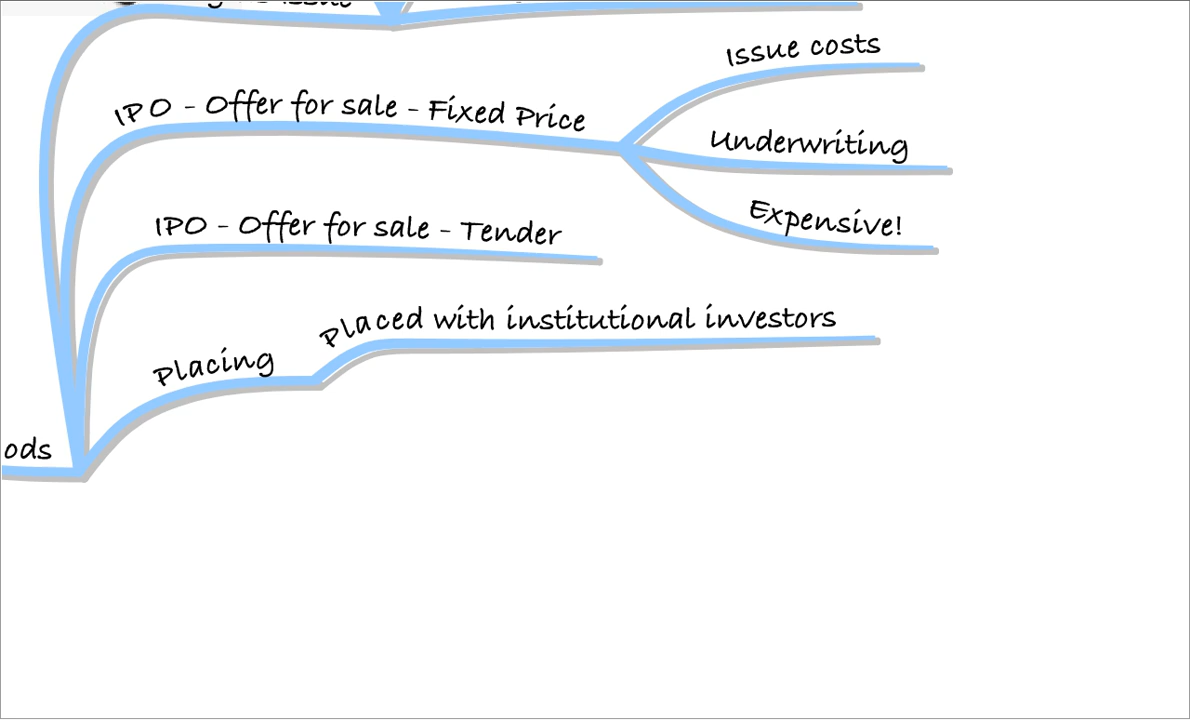 Issue costs
IPO - Offer for sale - Fixed Price
Underwriting
Expensive!
IPO - Offer for sale - Tender
Placed with institutional investors
Placing
ods